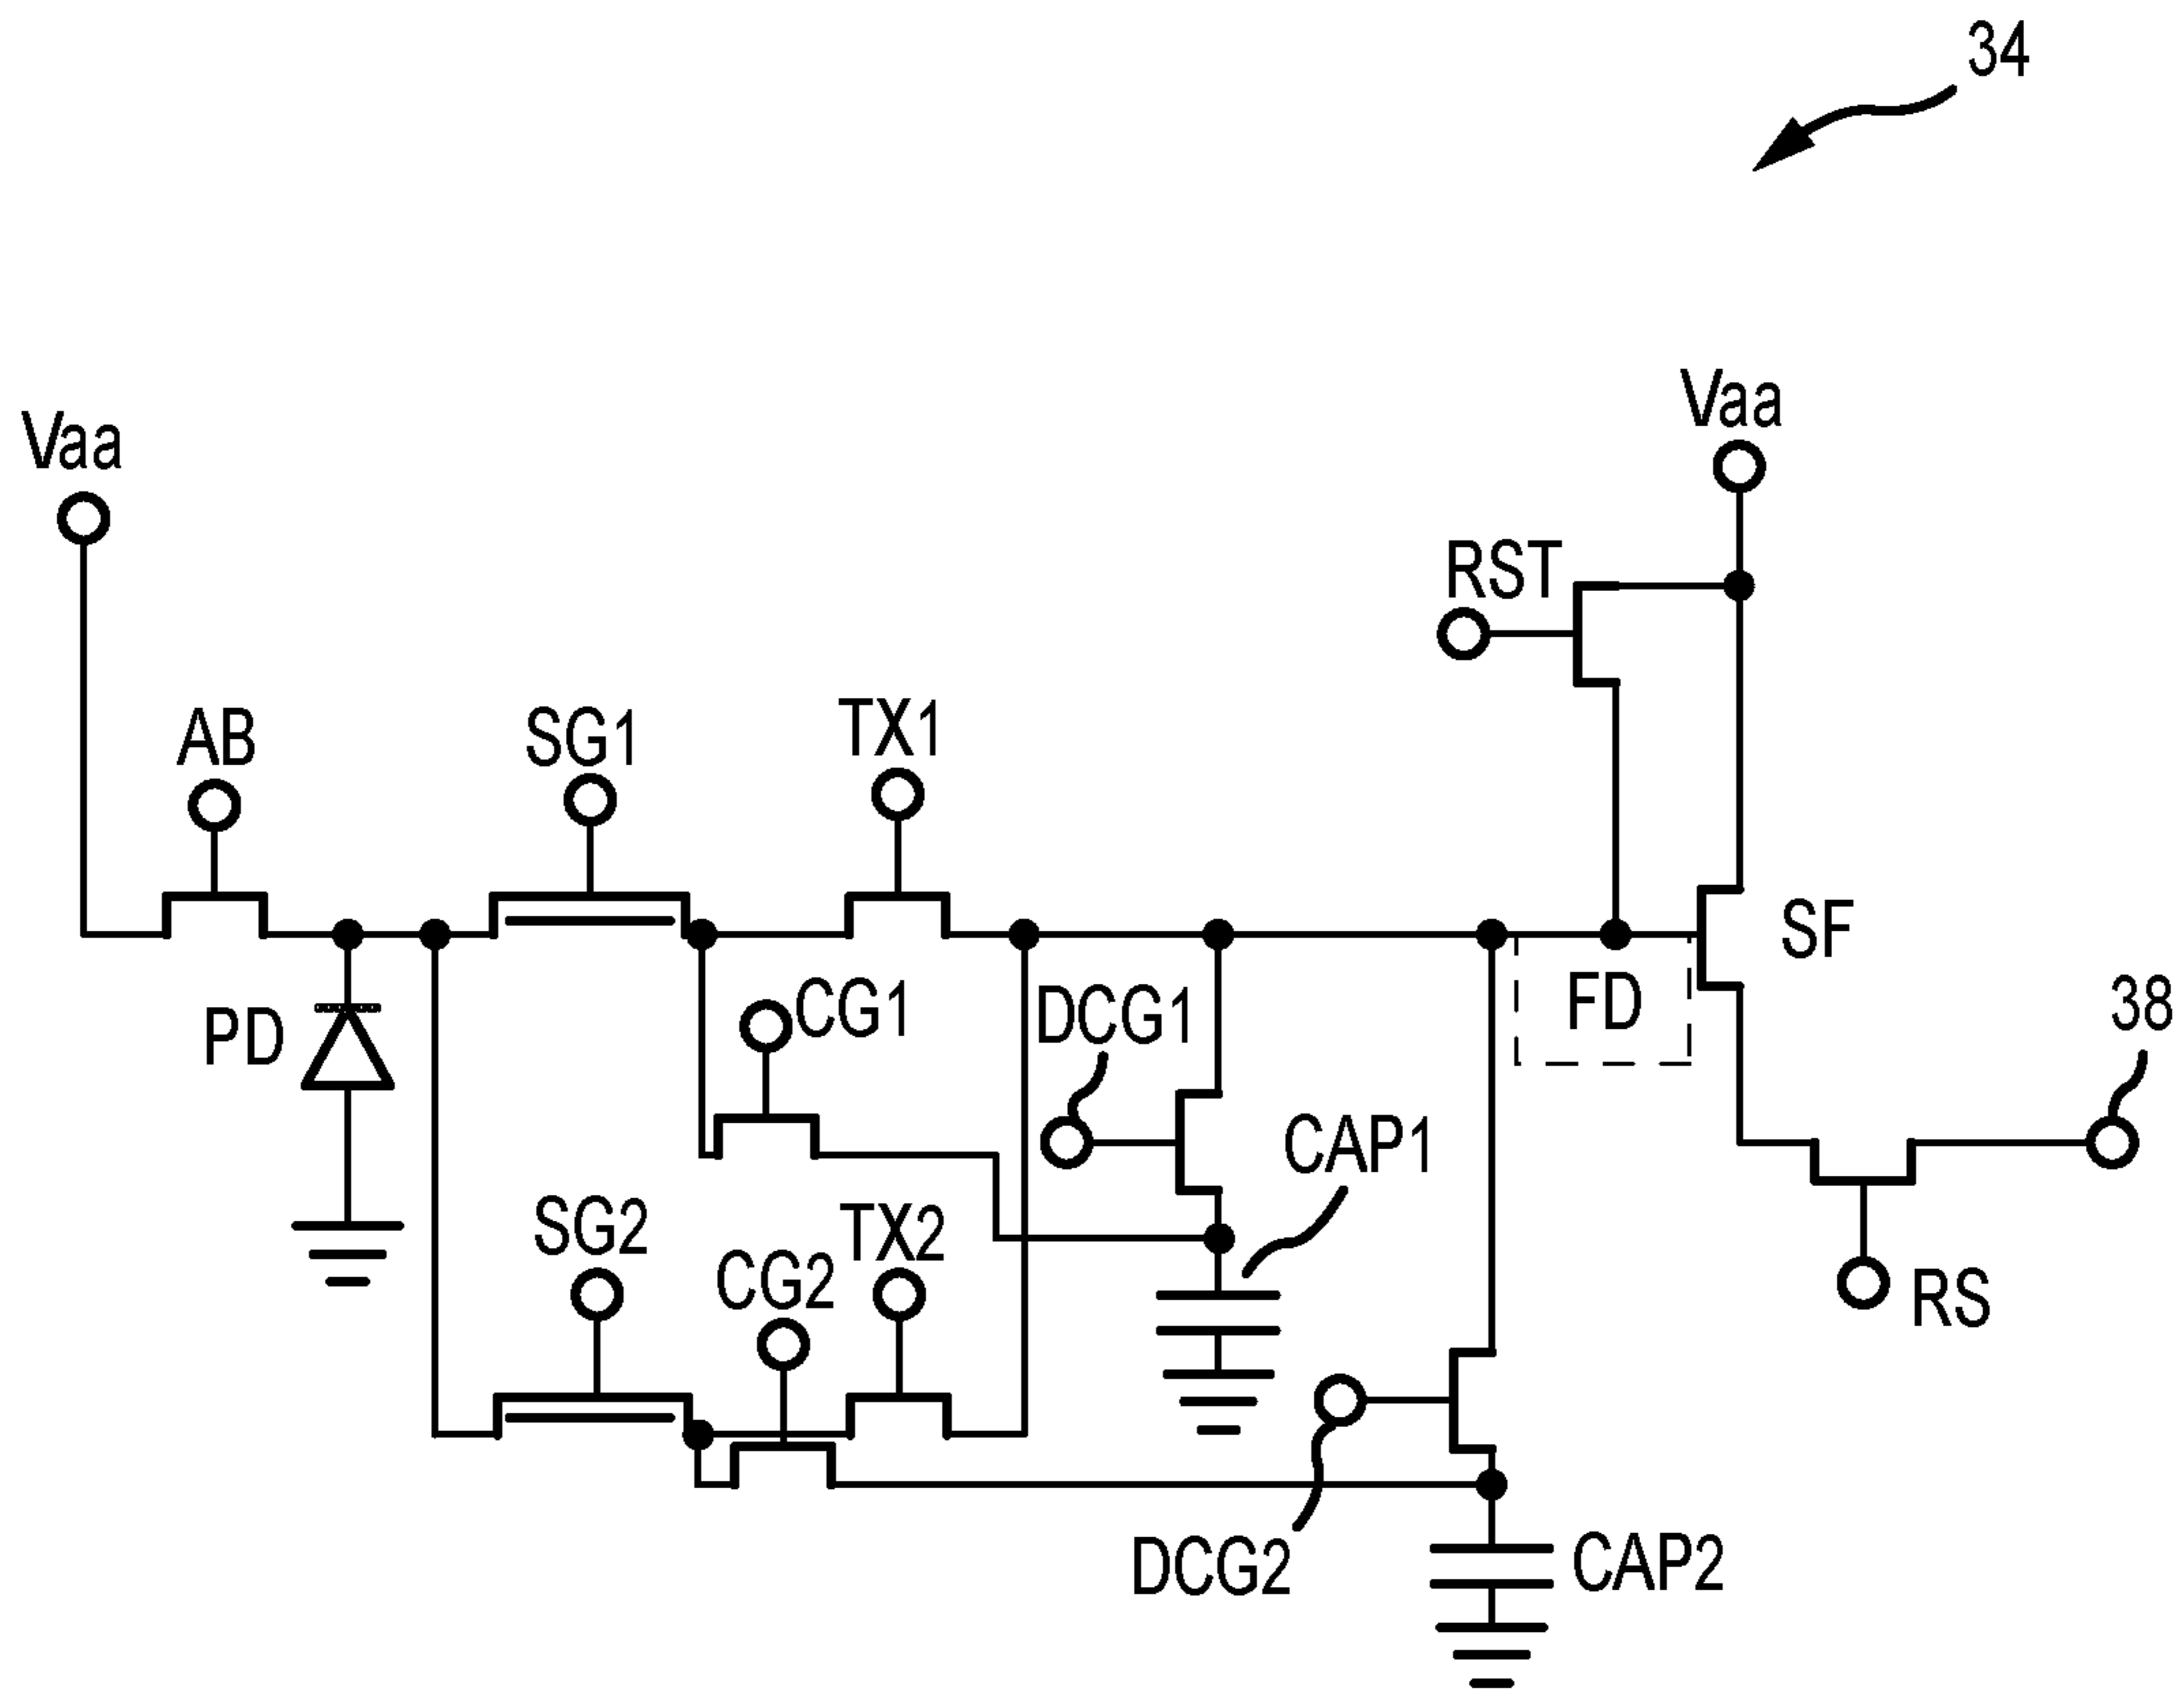 34
Vaa
Vaa
RST
AB
SG1
TX1
SF
PD
CG1
DCG1
FD
38
CAP1
SG2
CG2
TX2
RS
DCG2
CAP2